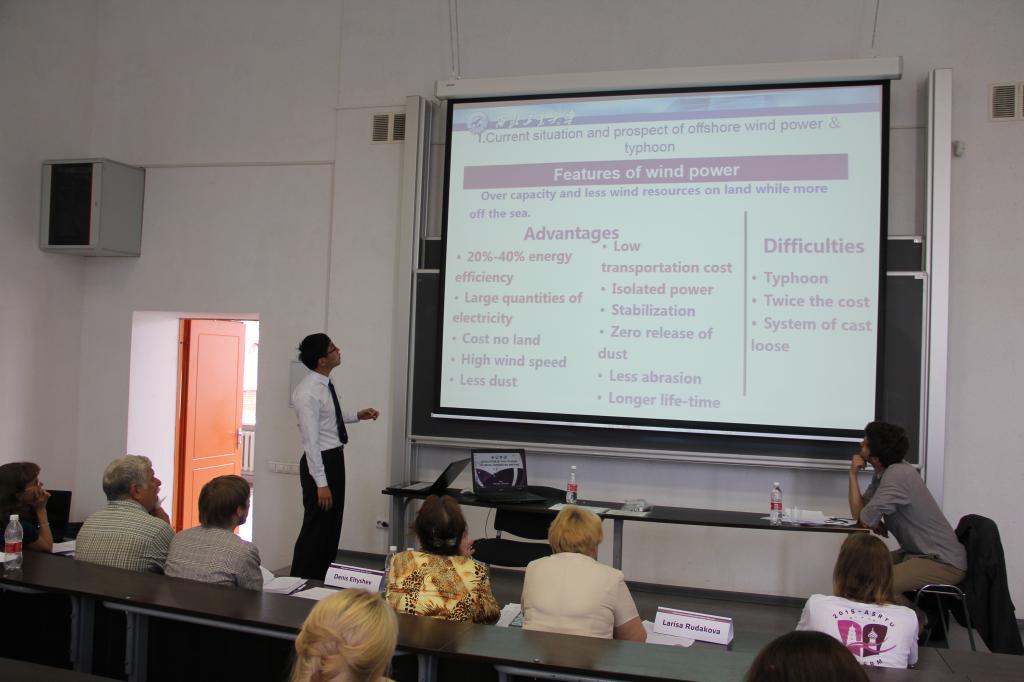 1.Current situation and prospect of offshore wind power &
typhoon
Features of wind power
Over capacity and less wind resources on land while more
off the sea.
Advantages
• 20%-40% energy
efficiency
• Large quantities of
electricity
• Cost no land
• High wind speed
• Less dust
• Low
transportation cost
• Isolated power
• Stabilization
• Zero release of
dust
• Less abrasion
• Longer life-time
Difficulties
• Typhoon
• Twice the cost
• System of cast
loose
Denis Eltyshev
Larisa Rudakova
2015-ASHTU